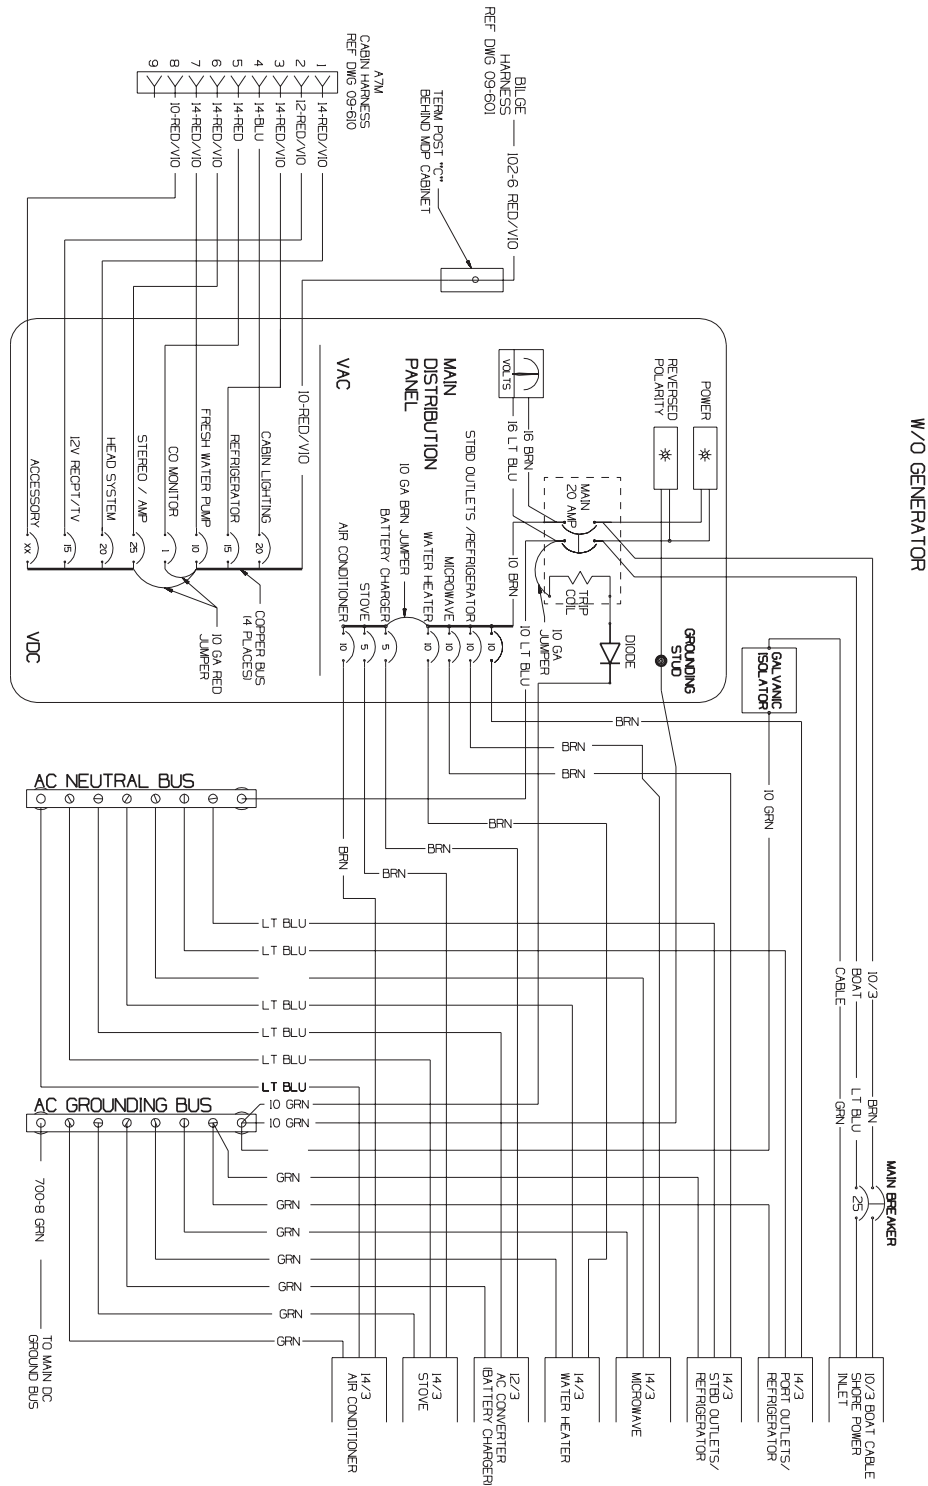 W/O GENERATOR
BILGE
HARNESS
REF DWG 09-601
102-6 RED/VIO
TERM POST "C"
BEHIND MDP CABINET
A7M
CABIN HARNESS
REF DWG 09-610
1
2
3
4
5
6
7
8
9
14-RED/VIO
12-RED/VIO
14-RED/VIO
14-BLU
14-RED
14-RED/VIO
14-RED/VIO
10-RED/VIO
10-RED/VIO
POWER
REVERSED
POLARITY
VOLTS
16 BRN
16 LT BLU
MAIN
20 AMP
TRIP
COIL
10 GA
JUMPER
DIODE
GROUNDING
STUD
GALVANIC
ISOLATOR
MAIN
DISTRIBUTION
PANEL
VAC
10 BRN
10 LT BLU
STBD OUTLETS /REFRIGERATOR
MICROWAVE
WATER HEATER
10 GA BRN JUMPER
BATTERY CHARGER
STOVE
AIR CONDITIONER
10
10
10
10
5
5
10
CABIN LIGHTING
REFRIGERATOR
FRESH WATER PUMP
CO MONITOR
STEREO / AMP
HEAD SYSTEM
12V RECPT/TV
ACCESSORY
20
15
10
1
25
20
15
XX
COPPER BUS
(4 PLACES)
10 GA RED
JUMPER
VDC
BRN
BRN
BRN
BRN
BRN
BRN
BRN
10 GRN
AC NEUTRAL BUS
LT BLU
LT BLU
LT BLU
LT BLU
LT BLU
LT BLU
AC GROUNDING BUS
10 GRN
10 GRN
GRN
GRN
GRN
GRN
GRN
GRN
GRN
700-8 GRN
TO MAIN DC
GROUND BUS
10/3
BOAT
CABLE
BRN
LT BLU
GRN
MAIN BREAKER
25
10/3 BOAT CABLE
SHORE POWER
INLET
14/3
PORT OUTLETS/
REFRIGERATOR
14/3
STBD OUTLETS/
REFRIGERATOR
14/3
MICROWAVE
14/3
WATER HEATER
12/3
AC CONVERTER
(BATTERY CHARGER)
14/3
STOVE
14/3
AIR CONDITIONER